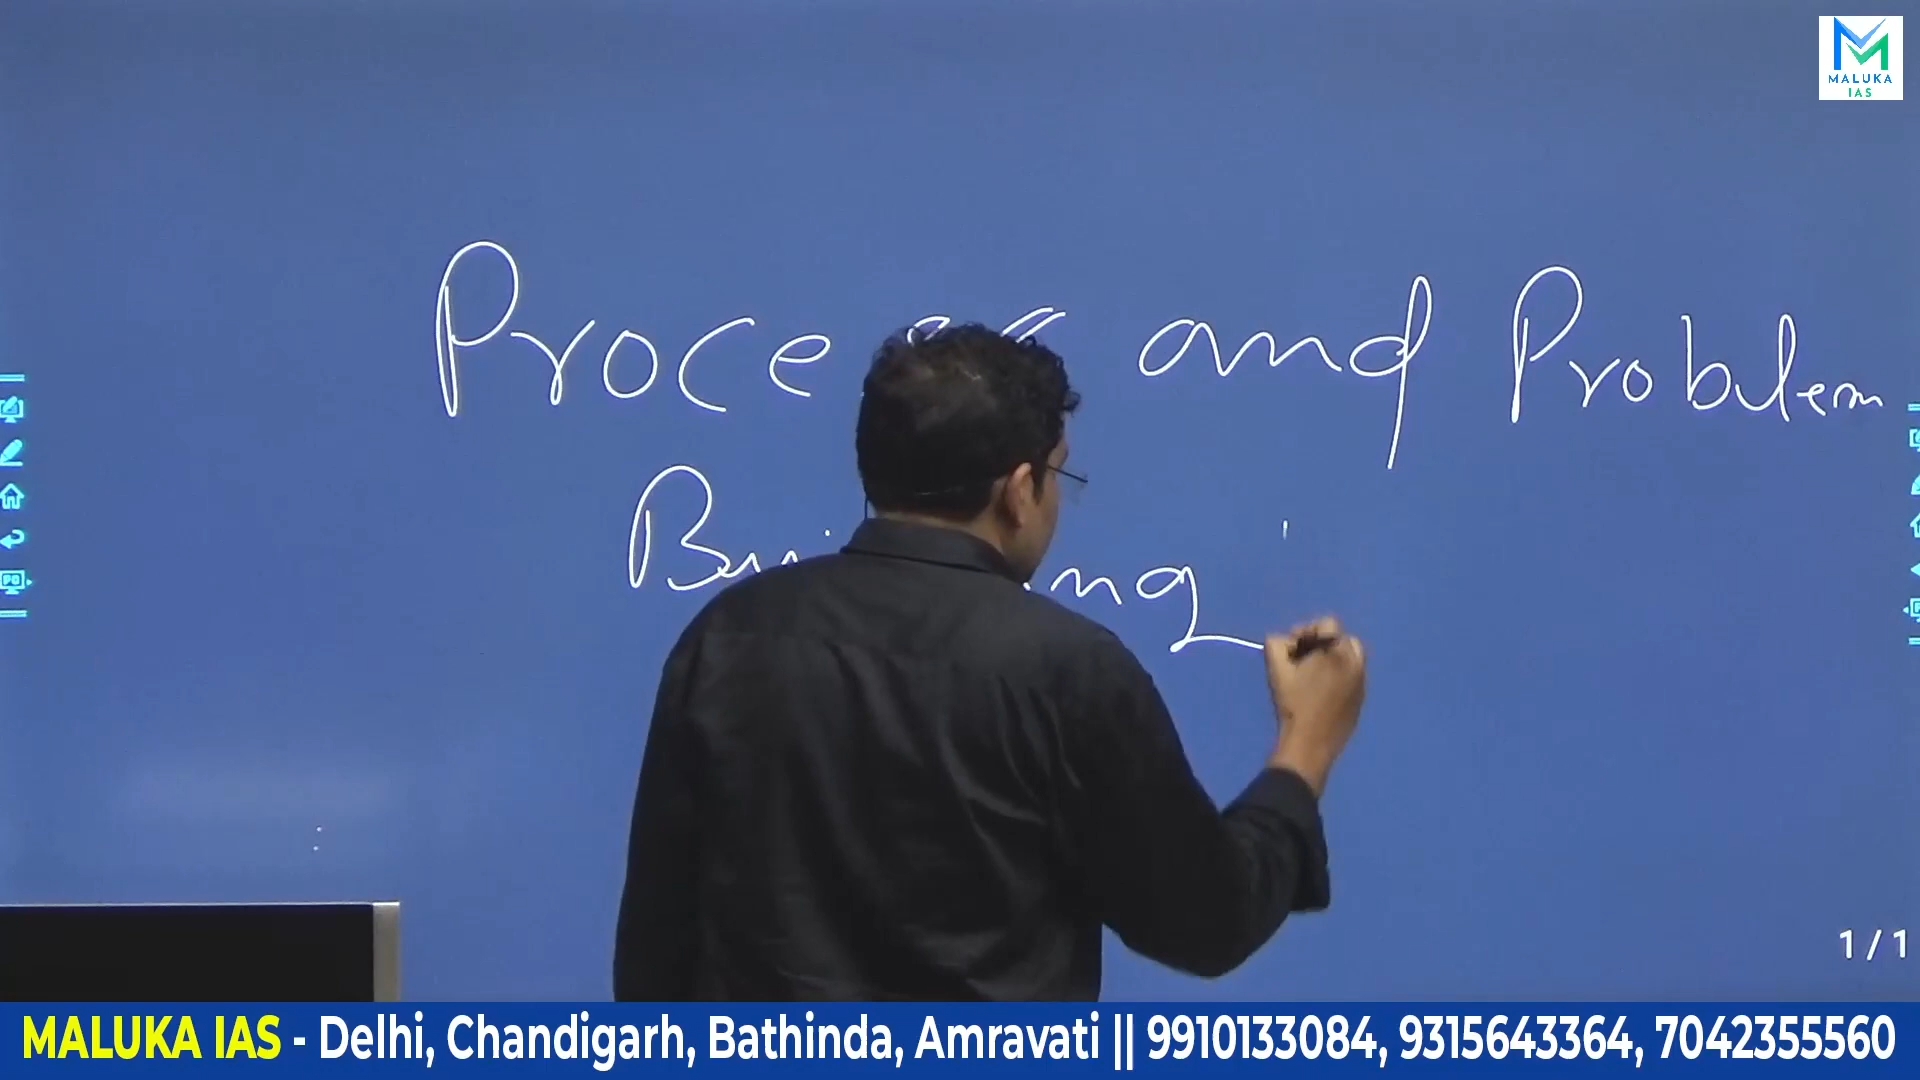 MALUKA
IAS
and Problem
1/1
MALUKA IAS - Delhi, Chandigarh, Bathinda, Amravati || 9910133084, 9315643364, 7042355560